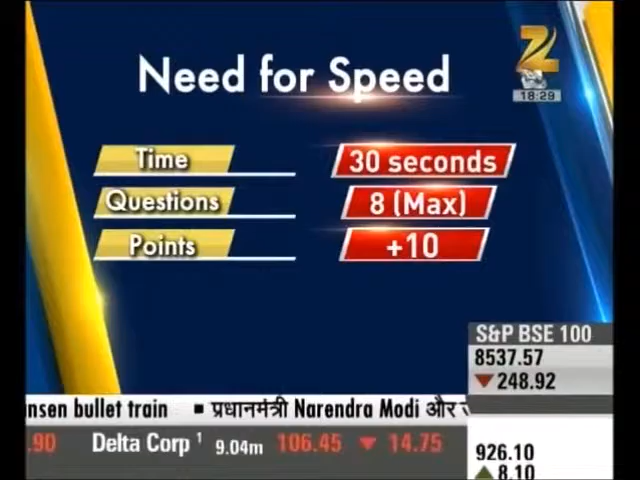 Need for Speed
18:29
Time 30 seconds
Questions 8 (Max)
Points +10
S&P BSE 100
8537.57
248.92
nsen bullet train ▪ प्रधानमंत्री Narendra Modi और
.90 Delta Corp 1 9.04m 106.45 14.75
926.10
8.10